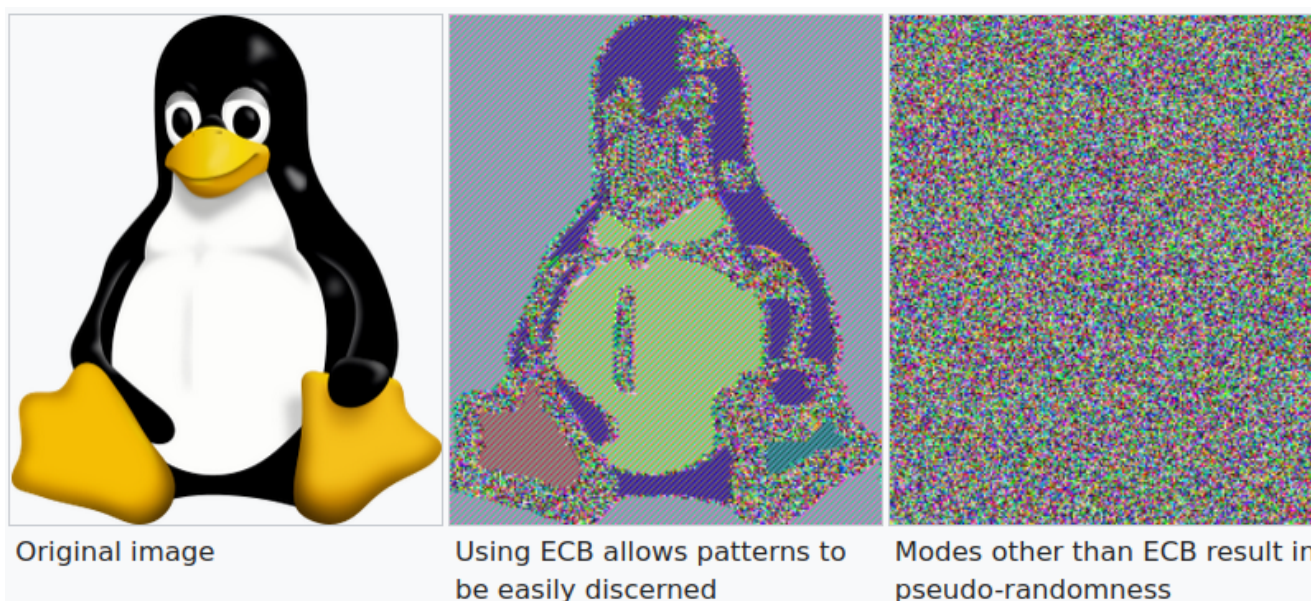 Original image
Using ECB allows patterns to
be easily discerned
Modes other than ECB result in
pseudo-randomness